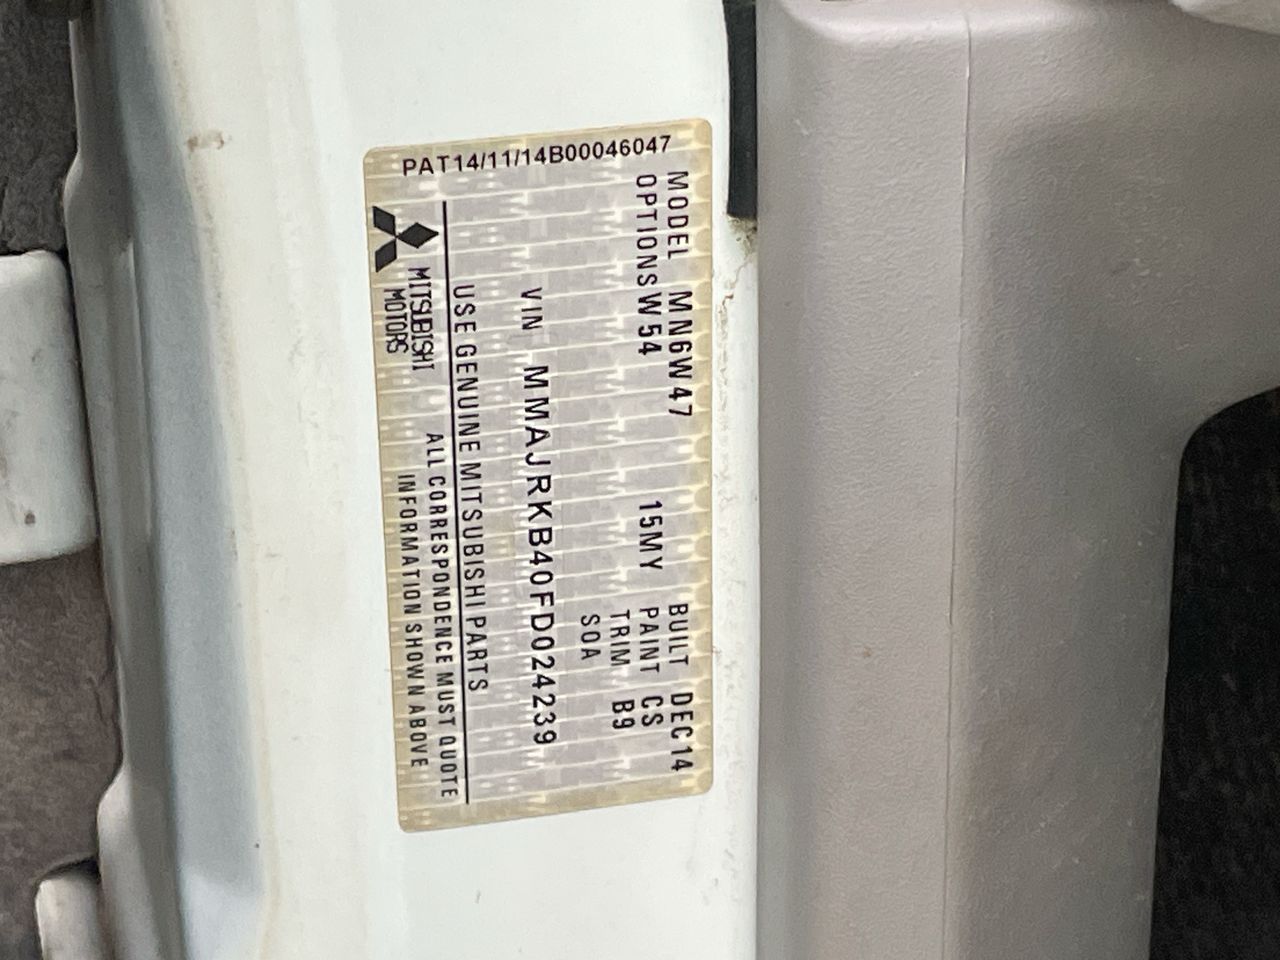 PAT14/11/14B00046047
MODEL MN6W47 BUILT DEC14
OPTIONS W54 15MY PAINT CS
TRIM B9
SOA
VIN MMAJRKB40FD024239
USE GENUINE MITSUBISHI PARTS
MITSUBISHI
MOTORS
ALL CORRESPONDENCE MUST QUOTE
INFORMATION SHOWN ABOVE